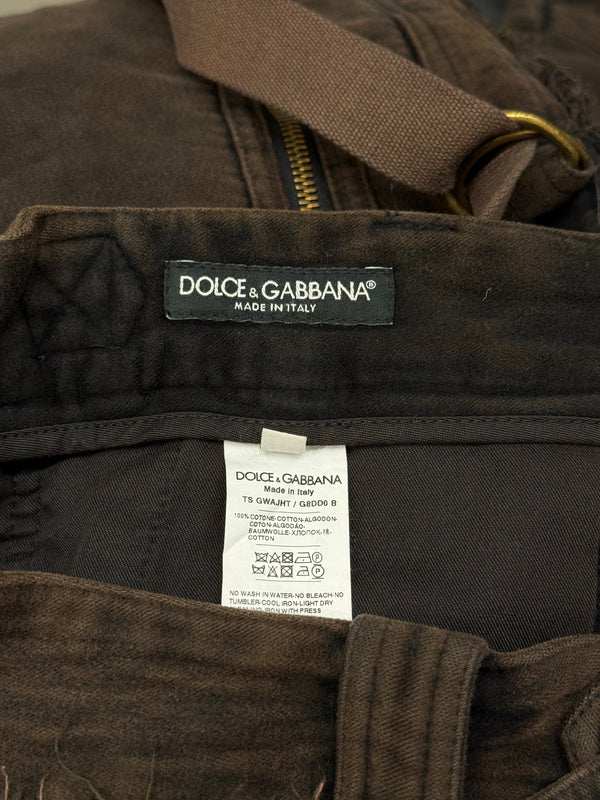 DOLCE & GABBANA®
MADE IN ITALY
DOLCE & GABBANA
Made in Italy
TS GWAJHT / G8DD0 B
100% COTONE-COTTON-ALGODON-
COTON-ALGODÃO-
BAUMWOLLE-ХЛОПОК-棉-
COTTON
P
P
NO WASH IN WATER-NO BLEACH-NO
TUMBLER-COOL IRON-LIGHT DRY
IRON WITH PRESS